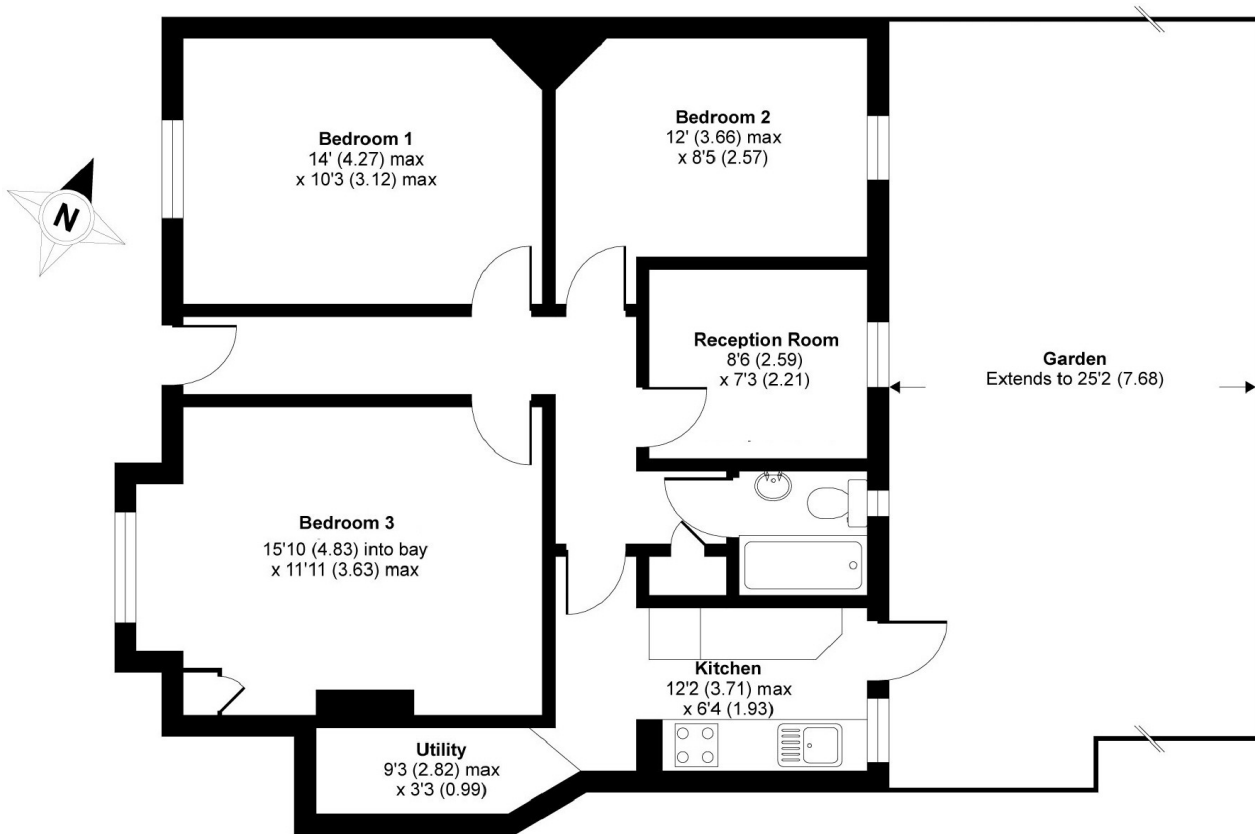 Bedroom 1
14' (4.27) max
x 10'3 (3.12) max
Bedroom 2
12' (3.66) max
x 8'5 (2.57)
N
Reception Room
8'6 (2.59)
x 7'3 (2.21)
Garden
Extends to 25'2 (7.68)
Bedroom 3
15'10 (4.83) into bay
x 11'11 (3.63) max
Kitchen
12'2 (3.71) max
x 6'4 (1.93)
Utility
9'3 (2.82) max
x 3'3 (0.99)